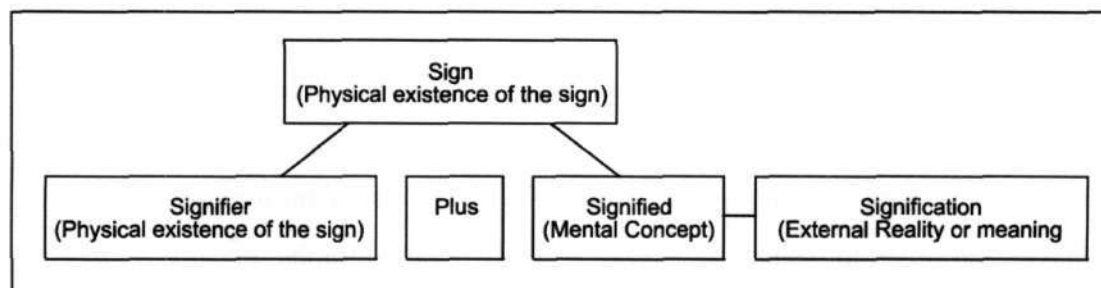 Sign
(Physical existence of the sign)
Signifier
(Physical existence of the sign)
Plus
Signified
(Mental Concept)
Signification
(External Reality or meaning